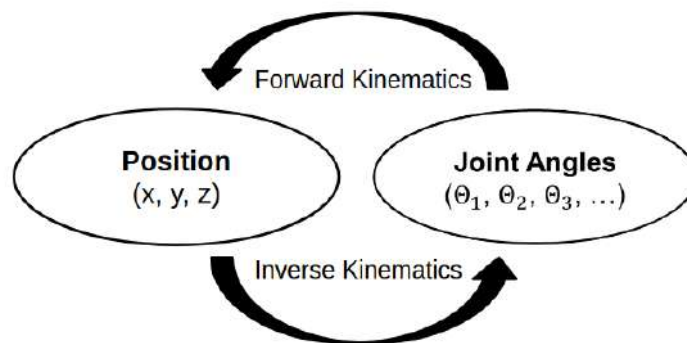 Forward Kinematics
Position
(x, y, z)
Joint Angles
(Θ₁, Θ₂, Θ₃, ...)
Inverse Kinematics